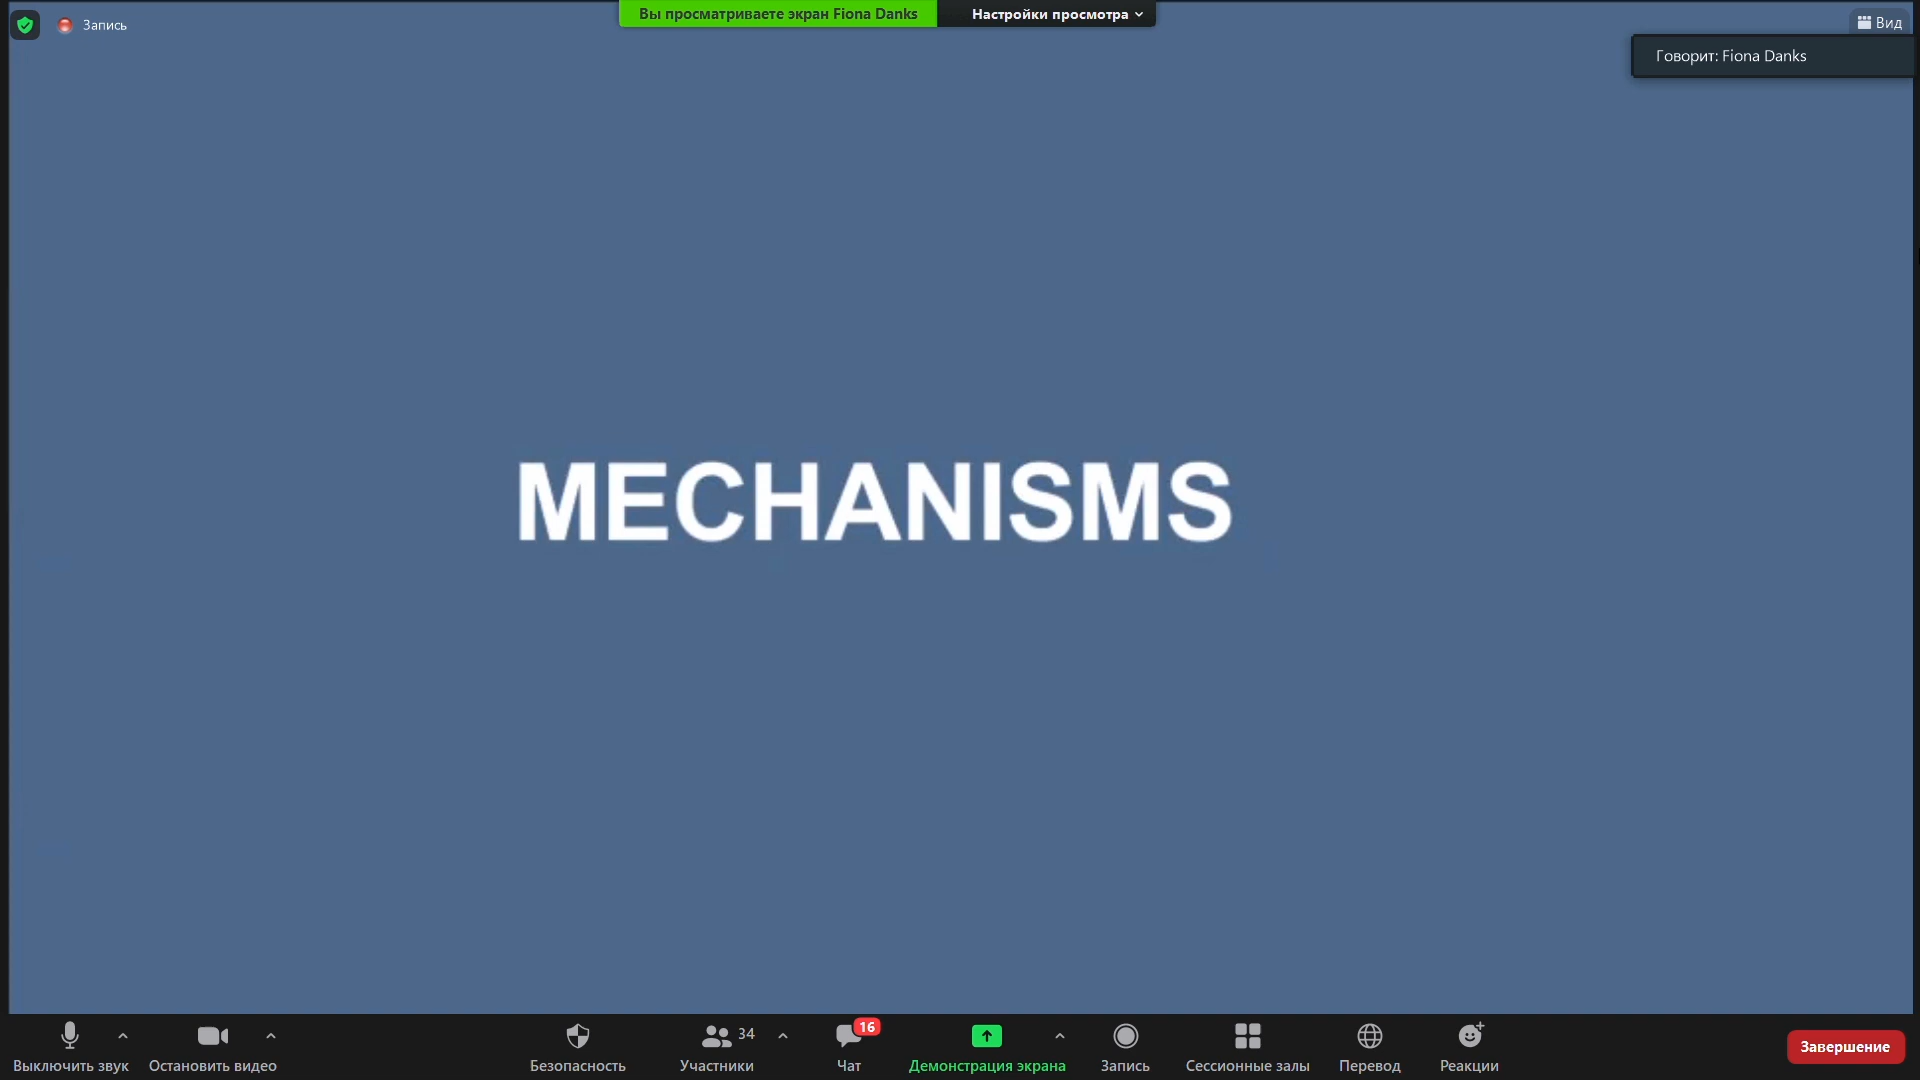 Запись
Вы просматриваете экран Fiona Danks
Настройки просмотра
Вид
Говорит: Fiona Danks
MECHANISMS
34
16
Выключить звук
Остановить видео
Безопасность
Участники
Чат
Демонстрация экрана
Запись
Сессионные залы
Перевод
Реакции
Завершение